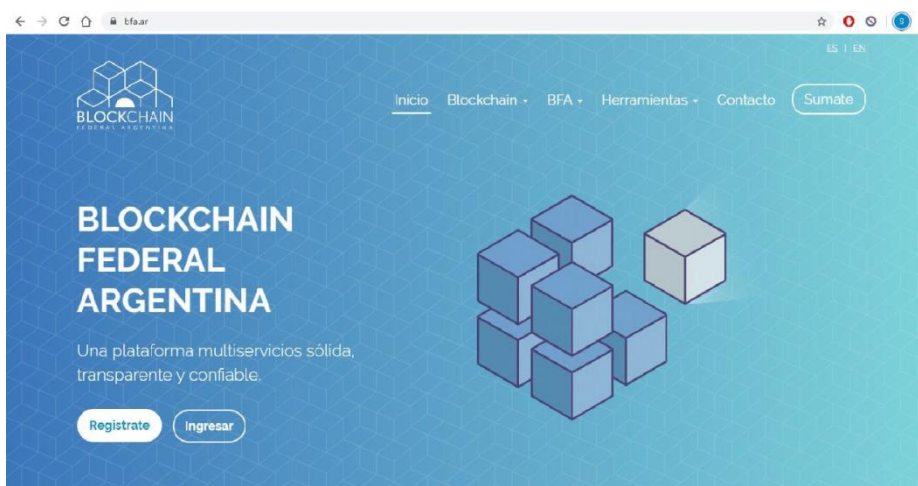 bfa.ar
ES | EN
BLOCKCHAIN
FEDERAL ARGENTINA
Inicio Blockchain BFA Herramientas Contacto Sumate
BLOCKCHAIN
FEDERAL
ARGENTINA
Una plataforma multiservicios sólida,
transparente y confiable.
Registrate Ingresar